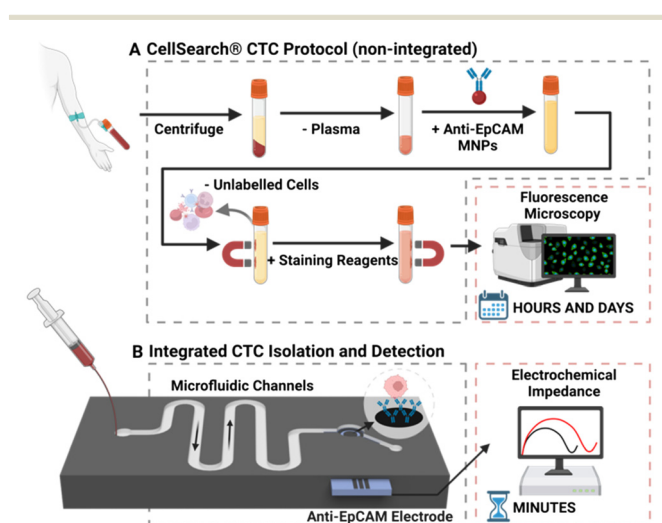 A CellSearch® CTC Protocol (non-integrated)
Centrifuge
- Plasma
+ Anti-EpCAM
MNPs
- Unlabelled Cells
+ Staining Reagents
Fluorescence
Microscopy
HOURS AND DAYS
B Integrated CTC Isolation and Detection
Microfluidic Channels
Anti-EpCAM Electrode
Electrochemical
Impedance
MINUTES